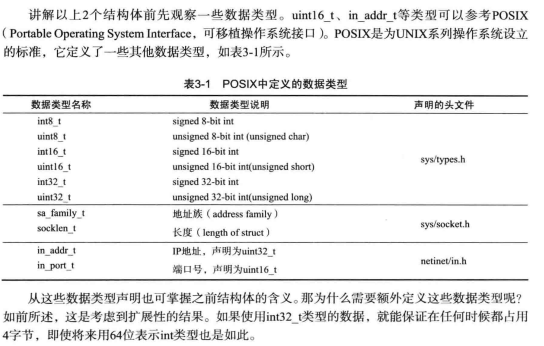 讲解以上2个结构体前先观察一些数据类型。uint16_t、in_addr_t等类型可以参考POSIX
(Portable Operating System Interface,可移植操作系统接口)。POSIX是为UNIX系列操作系统设立
的标准,它定义了一些其他数据类型,如表3-1所示。
表3-1 POSIX中定义的数据类型
数据类型名称 数据类型说明 声明的头文件
int8_t signed 8-bit int
uint8_t unsigned 8-bit int (unsigned char)
int16_t signed 16-bit int
uint16_t unsigned 16-bit int(unsigned short)
sys/types.h
int32_t signed 32-bit int
uint32_t unsigned 32-bit int(unsigned long)
sa_family_t 地址族(address family)
sys/socket.h
socklen_t 长度(length of struct)
in_addr_t IP地址,声明为uint32_t
netinet/in.h
in_port_t 端口号,声明为uint16_t
从这些数据类型声明也可掌握之前结构体的含义。那为什么需要额外定义这些数据类型呢?
如前所述,这是考虑到扩展性的结果。如果使用int32_t类型的数据,就能保证在任何时候都占用
4字节,即使将来用64位表示int类型也是如此。